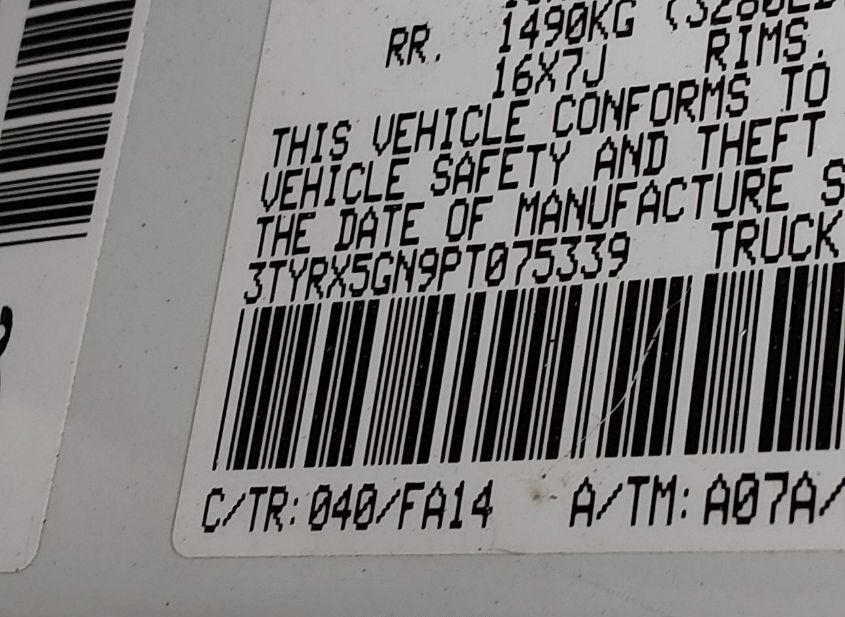 RR. 1490KG (3280LB
16X7J RIMS.
THIS VEHICLE CONFORMS TO
VEHICLE SAFETY AND THEFT
THE DATE OF MANUFACTURE S
3TYRX5GN9PT075339 TRUCK
C/TR:040/FA14 A/TM:A07A/